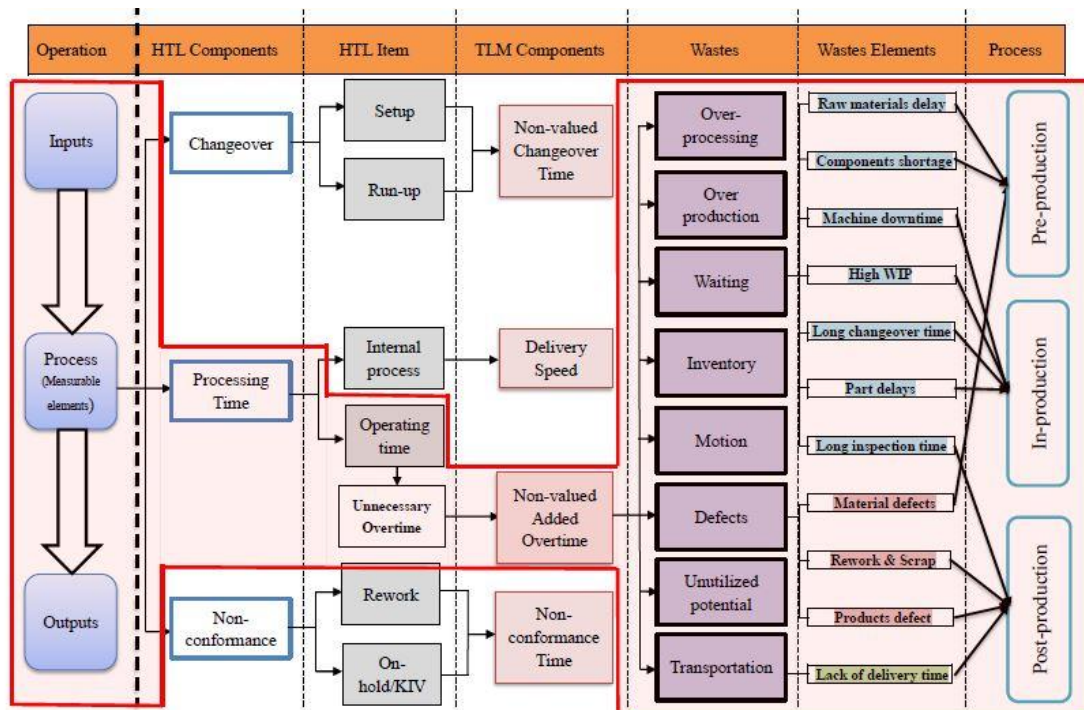 Operation
HTL Components
HTL Item
TLM Components
Wastes
Wastes Elements
Process
Inputs
Process
(Measurable
elements)
Outputs
Changeover
Processing
Time
Non-
conformance
Setup
Run-up
Internal
process
Operating
time
Unnecessary
Overtime
Rework
On-
hold/KIV
Non-valued
Changeover
Time
Delivery
Speed
Non-valued
Added
Overtime
Non-
conformance
Time
Over-
processing
Over
production
Waiting
Inventory
Motion
Defects
Unutilized
potential
Transportation
Raw materials delay
Components shortage
Machine downtime
High WIP
Long changeover time
Part delays
Long inspection time
Material defects
Rework & Scrap
Products defect
Lack of delivery time
Pre-production
In-production
Post-production